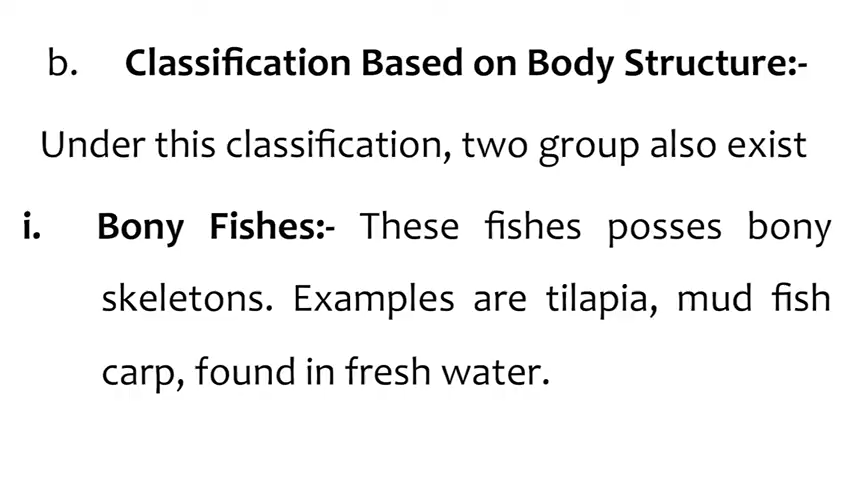 b. Classification Based on Body Structure:-
Under this classification, two group also exist
i. Bony Fishes:- These fishes posses bony
skeletons. Examples are tilapia, mud fish
carp, found in fresh water.